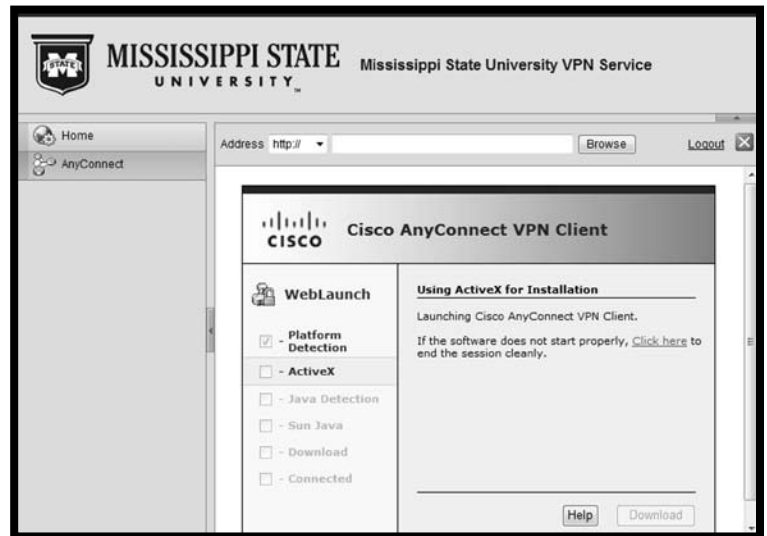 STATE
MISSISSIPPI STATE
UNIVERSITY™
Mississippi State University VPN Service
Home
AnyConnect
Address http:// Browse Logout
CISCO
Cisco AnyConnect VPN Client
WebLaunch
- Platform Detection
- ActiveX
- Java Detection
- Sun Java
- Download
- Connected
Using ActiveX for Installation
Launching Cisco AnyConnect VPN Client.
If the software does not start properly, Click here to
end the session cleanly.
Help Download